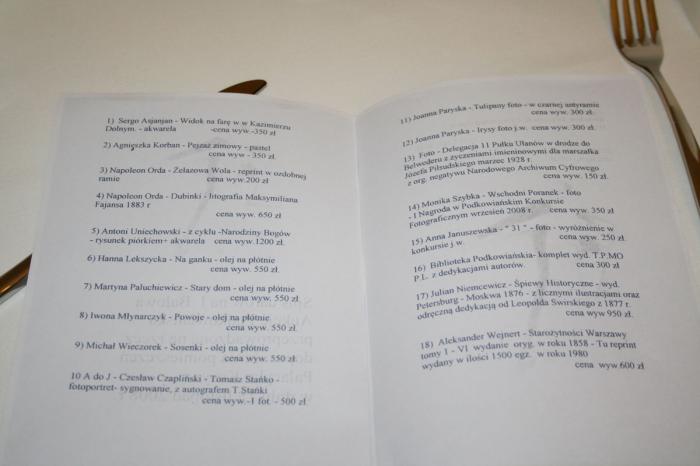 1) Sergo Asjanjan - Widok na farę w w Kazimierzu
Dolnym. - akwarela -cena wyw.-350 zł
2) Agnieszka Korban - Pejzaż zimowy - pastel
cena wyw - 350 zł.
3) Napoleon Orda - Żelazowa Wola - reprint w ozdobnej
ramie cena wyw.200 zł
4) Napoleon Orda - Dubinki - litografia Maksymiliana
Fajansa 1883 r
cena wyw. 650 zł
5) Antoni Uniechowski - z cyklu -Narodziny Bogów
- rysunek piórkiem+ akwarela cena wyw.1200 zł.
6) Hanna Lekszycka - Na ganku - olej na płótnie
cena wyw. 550 zł.
7) Martyna Paluchiewicz - Stary dom - olej na płótnie
cena wyw. 550 zł.
8) Iwona Młynarczyk - Powoje - olej na płótnie
cena wyw. 550 zł.
9) Michał Wieczorek - Sosenki - olej na płótnie
cena wyw. 550 zł.
10 A do J - Czesław Czapliński - Tomasz Stańko -
fotoportret- sygnowanie, z autografem T.Stańki
cena wyw.-1 fot - 500 zł
11) Joanna Paryska - Tulipany foto - w czarnej antyramie
cena wyw. 300 zł.
12) Joanna Paryska - Irysy foto j.w. cena wyw. 300 zł.
13) Foto - Delegacja 11 Pułku Ułanów w drodze do
Belwederu z życzeniami imieninowymi dla marszałka
Józefa Piłsudskiego marzec 1928 r.
z org. negatywu Narodowego Archiwum Cyfrowego
cena wyw. 150 zł.
14) Monika Szybka - Wschodni Poranek - foto
- I Nagroda w Podkowiańskim Konkursie
Fotograficznym wrzesień 2008 r. cena wyw. 350 zł
15) Anna Januszewska - " 31 " - foto - wyróżnienie w
konkursie j.w. cena wyw. 250 zł.
16) Biblioteka Podkowiańska- komplet wyd. T.P.MO
P.L. z dedykacjami autorów. cena 300 zł
17) Julian Niemcewicz - Śpiewy Historyczne - wyd.
Petersburg - Moskwa 1876 - z licznymi ilustracjami oraz
odręczną dedykacją od Leopolda Świrskiego z 1877 r.
cena wyw 950 zł.
18) Aleksander Wejnert - Starożytności Warszawy
tomy I - VI wydanie oryg. w roku 1858 - Tu reprint
wydany w ilości 1500 egz. w roku 1980
cena wyw.600 zł